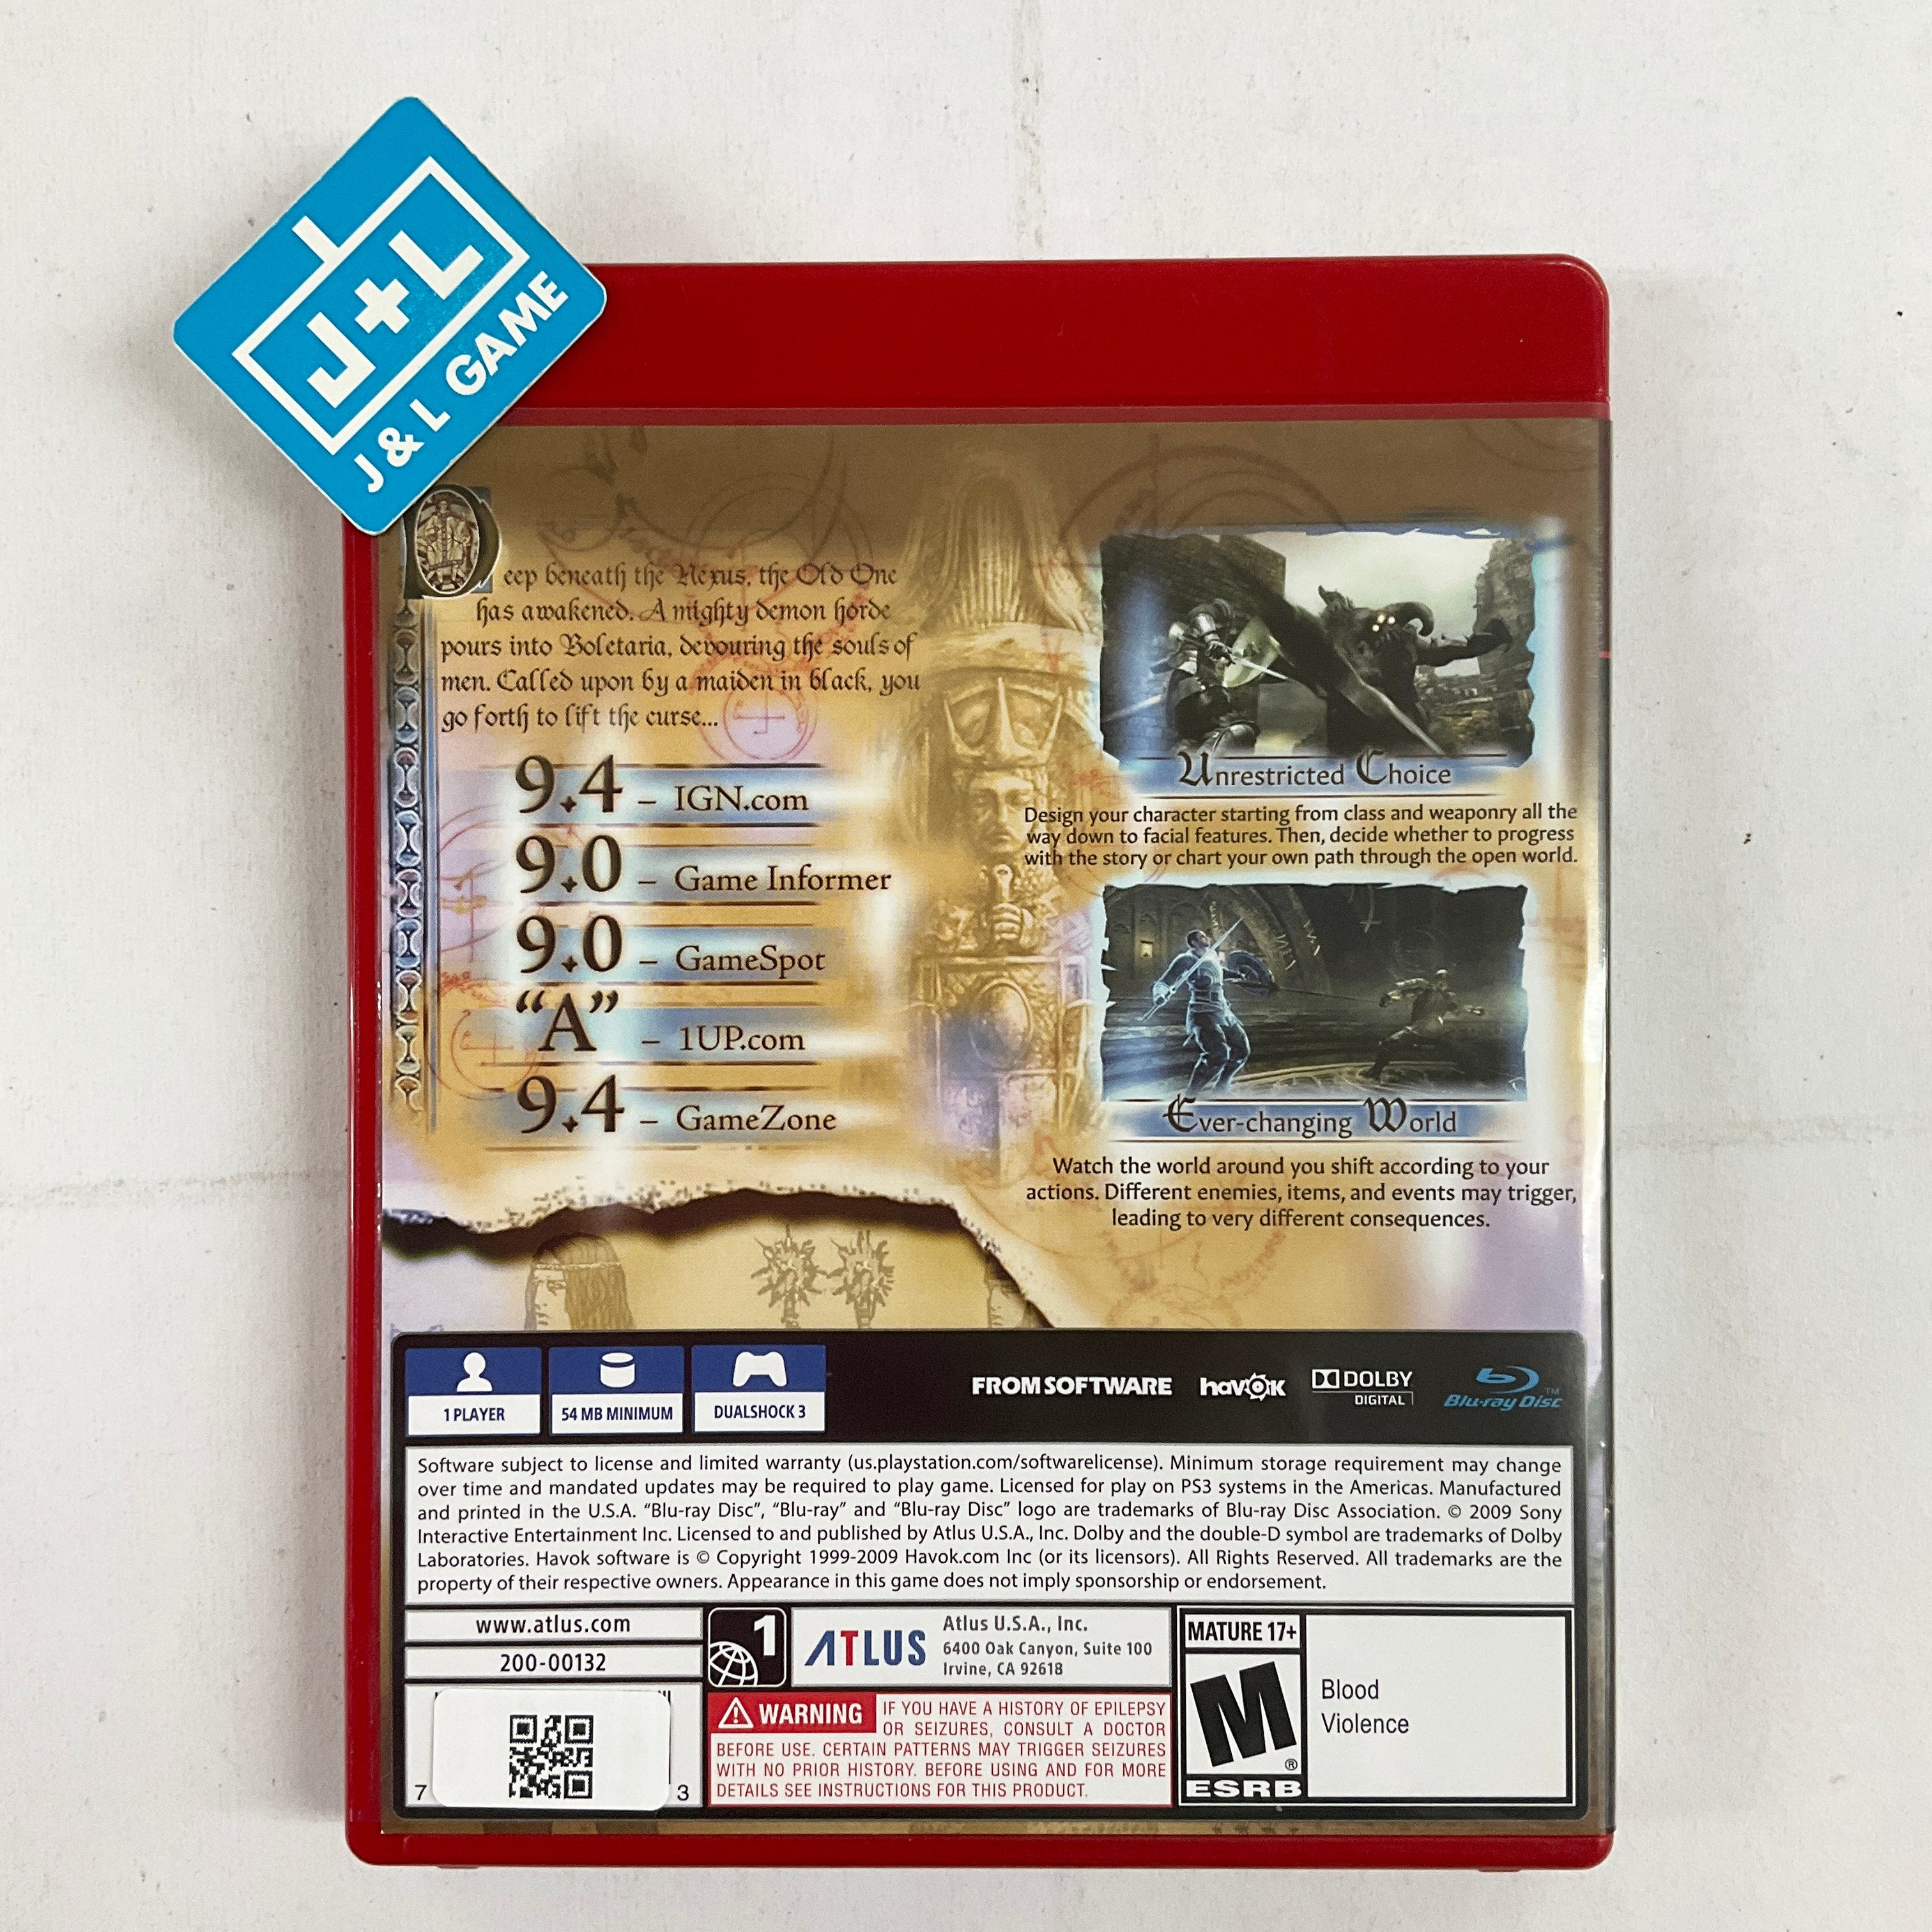 J+L
J & L GAME
Deep beneath the Nexus, the Old One
has awakened. A mighty demon horde
pours into Boletaria, devouring the souls of
men. Called upon by a maiden in black, you
go forth to lift the curse...
9.4 – IGN.com
9.0 – Game Informer
9.0 – GameSpot
“A” – 1UP.com
9.4 – GameZone
Unrestricted Choice
Design your character starting from class and weaponry all the
way down to facial features. Then, decide whether to progress
with the story or chart your own path through the open world.
Ever-changing World
Watch the world around you shift according to your
actions. Different enemies, items, and events may trigger,
leading to very different consequences.
1 PLAYER
54 MB MINIMUM
DUALSHOCK 3
FROMSOFTWARE
havok
DOLBY
DIGITAL
Blu-ray Disc™
Software subject to license and limited warranty (us.playstation.com/softwarelicense). Minimum storage requirement may change
over time and mandated updates may be required to play game. Licensed for play on PS3 systems in the Americas. Manufactured
and printed in the U.S.A. “Blu-ray Disc”, “Blu-ray” and “Blu-ray Disc” logo are trademarks of Blu-ray Disc Association. © 2009 Sony
Interactive Entertainment Inc. Licensed to and published by Atlus U.S.A., Inc. Dolby and the double-D symbol are trademarks of Dolby
Laboratories. Havok software is © Copyright 1999-2009 Havok.com Inc (or its licensors). All Rights Reserved. All trademarks are the
property of their respective owners. Appearance in this game does not imply sponsorship or endorsement.
www.atlus.com
200-00132
7 3
1
ATLUS
Atlus U.S.A., Inc.
6400 Oak Canyon, Suite 100
Irvine, CA 92618
WARNING IF YOU HAVE A HISTORY OF EPILEPSY
OR SEIZURES, CONSULT A DOCTOR
BEFORE USE. CERTAIN PATTERNS MAY TRIGGER SEIZURES
WITH NO PRIOR HISTORY. BEFORE USING AND FOR MORE
DETAILS SEE INSTRUCTIONS FOR THIS PRODUCT.
MATURE 17+
M®
ESRB
Blood
Violence